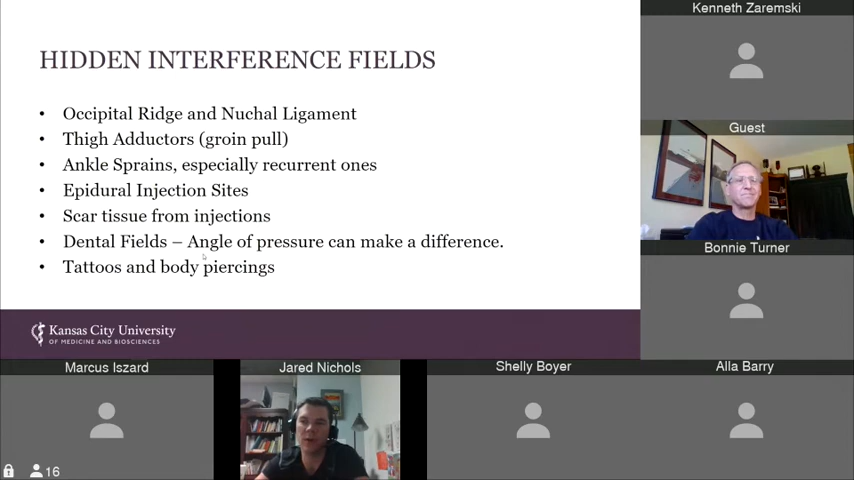 HIDDEN INTERFERENCE FIELDS
• Occipital Ridge and Nuchal Ligament
• Thigh Adductors (groin pull)
• Ankle Sprains, especially recurrent ones
• Epidural Injection Sites
• Scar tissue from injections
• Dental Fields – Angle of pressure can make a difference.
• Tattoos and body piercings
Kansas City University
OF MEDICINE AND BIOSCIENCES
Kenneth Zaremski
Guest
Bonnie Turner
Marcus Iszard
Jared Nichols
Shelly Boyer
Alla Barry
16